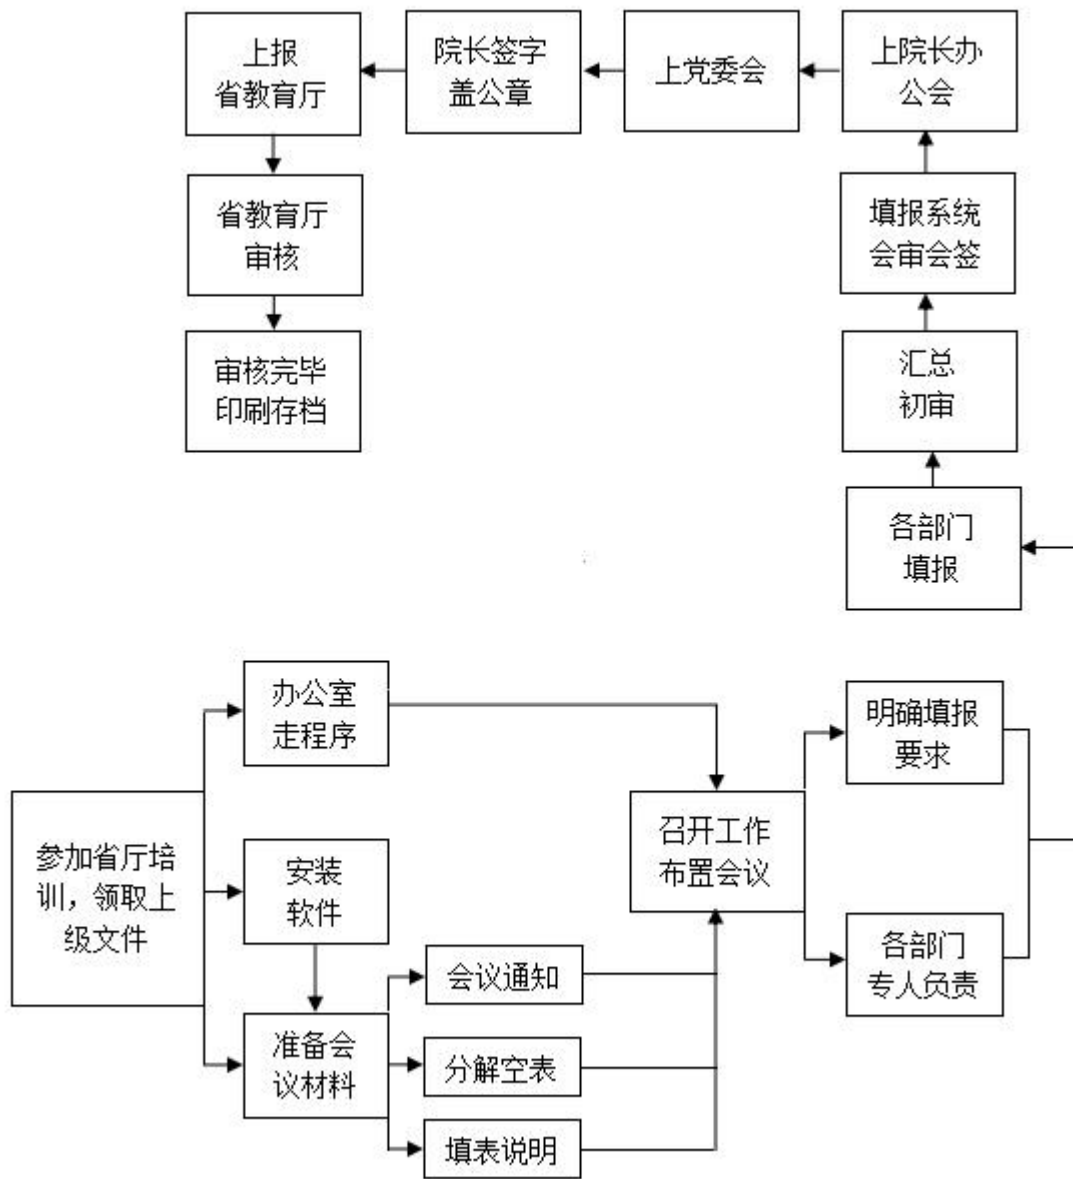 上报
省教育厅
院长签字
盖公章
上党委会
上院长办
公会
省教育厅
审核
填报系统
会审会签
审核完毕
印刷存档
汇总
初审
各部门
填报
办公室
走程序
明确填报
要求
参加省厅培
训，领取上
级文件
安装
软件
召开工作
布置会议
各部门
专人负责
会议通知
准备会
议材料
分解空表
填表说明